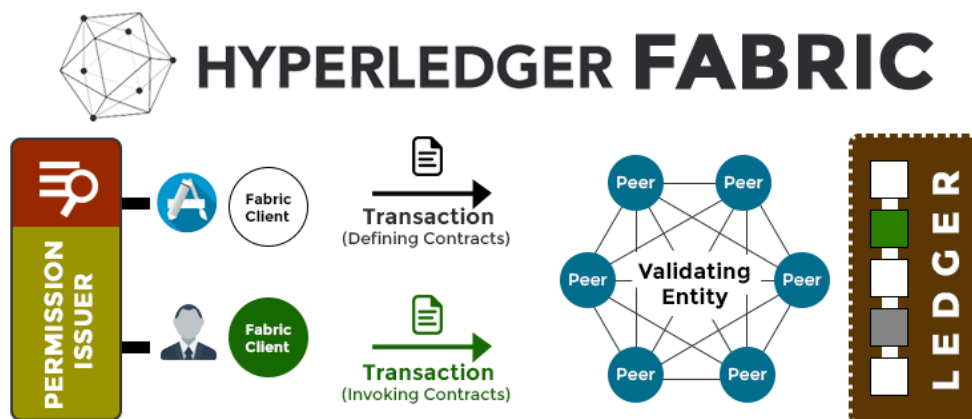 HYPERLEDGER FABRIC
PERMISSION
ISSUER
Fabric
Client
Transaction
(Defining Contracts)
Fabric
Client
Transaction
(Invoking Contracts)
Peer
Peer
Peer
Validating
Entity
Peer
Peer
Peer
LEDGER